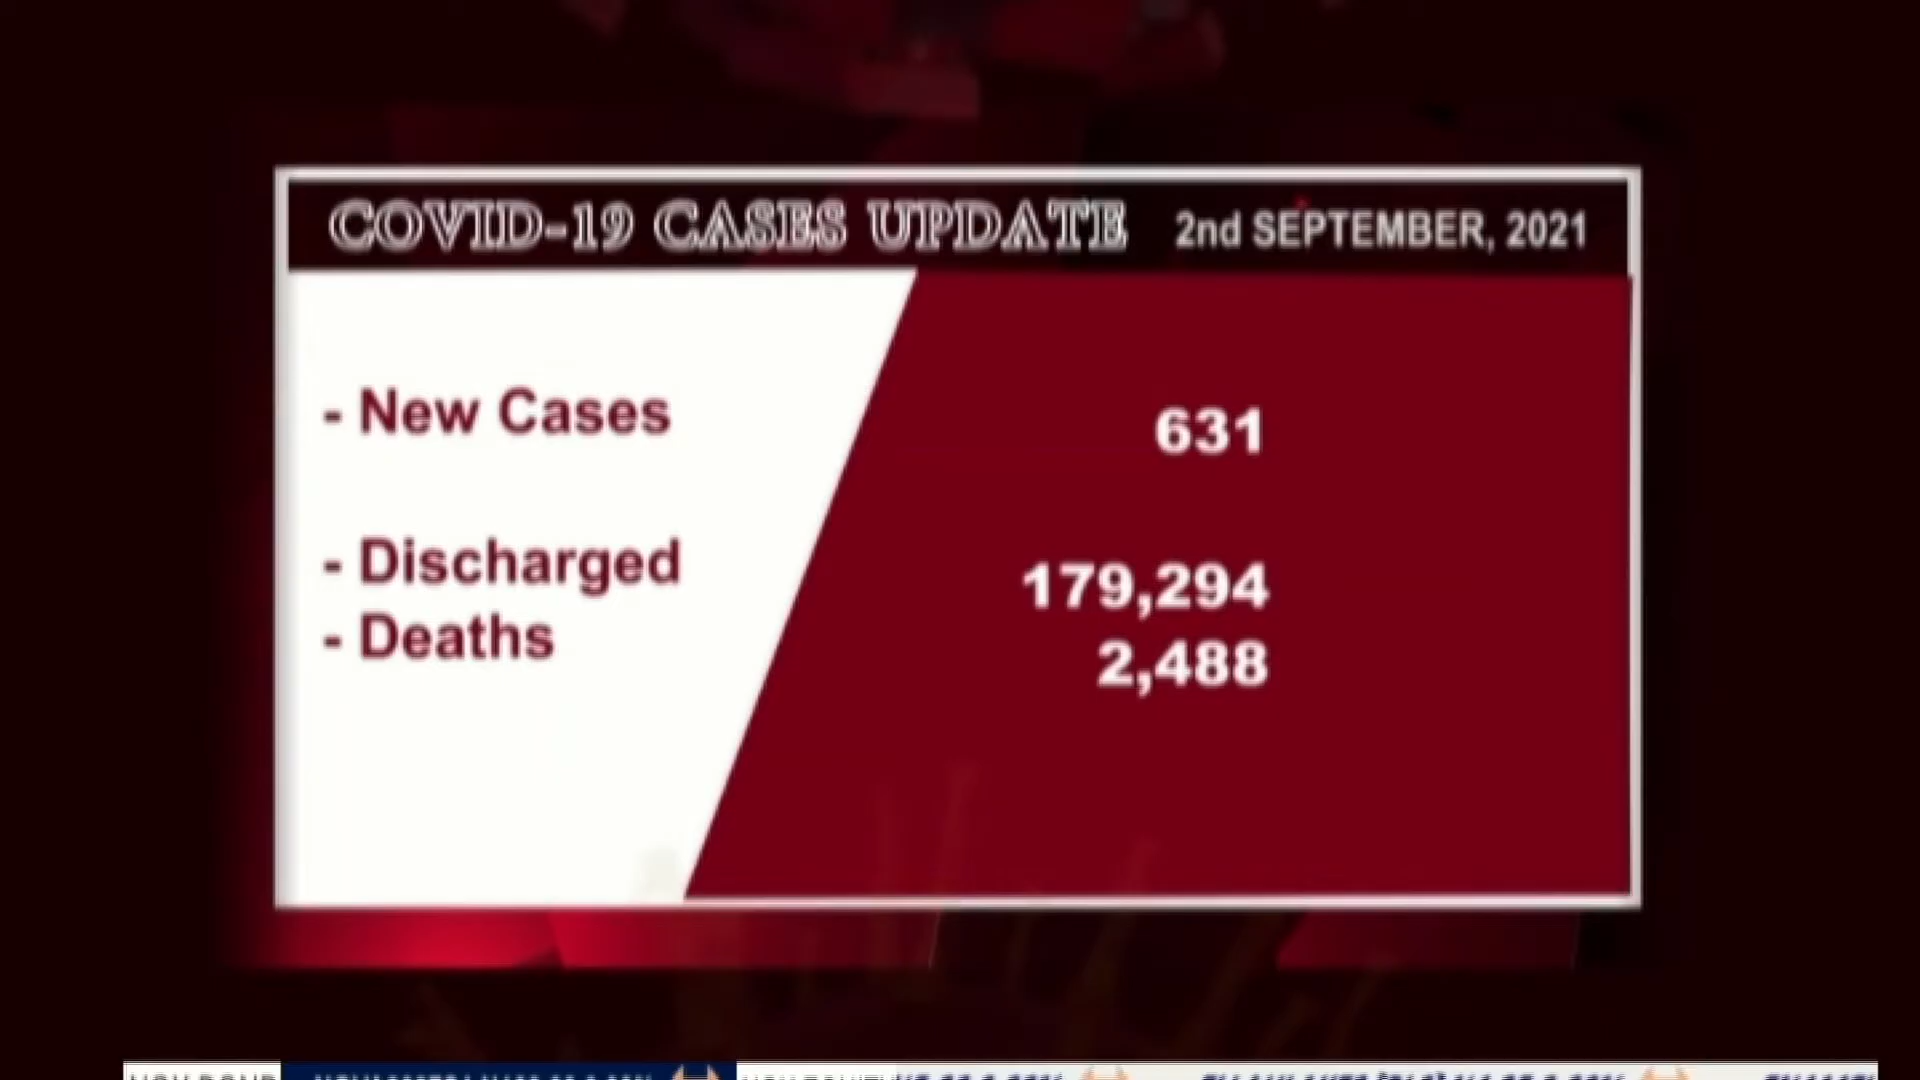 COVID-19 CASES UPDATE 2nd SEPTEMBER, 2021
- New Cases 631
- Discharged 179,294
- Deaths 2,488